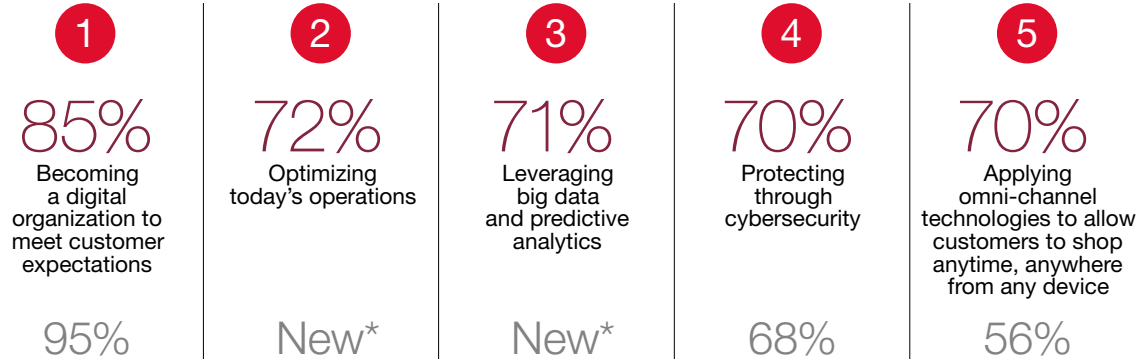 1
85%
Becoming
a digital
organization to
meet customer
expectations
95%
2
72%
Optimizing
today's operations
New*
3
71%
Leveraging
big data
and predictive
analytics
New*
4
70%
Protecting
through
cybersecurity
68%
5
70%
Applying
omni-channel
technologies to allow
customers to shop
anytime, anywhere
from any device
56%